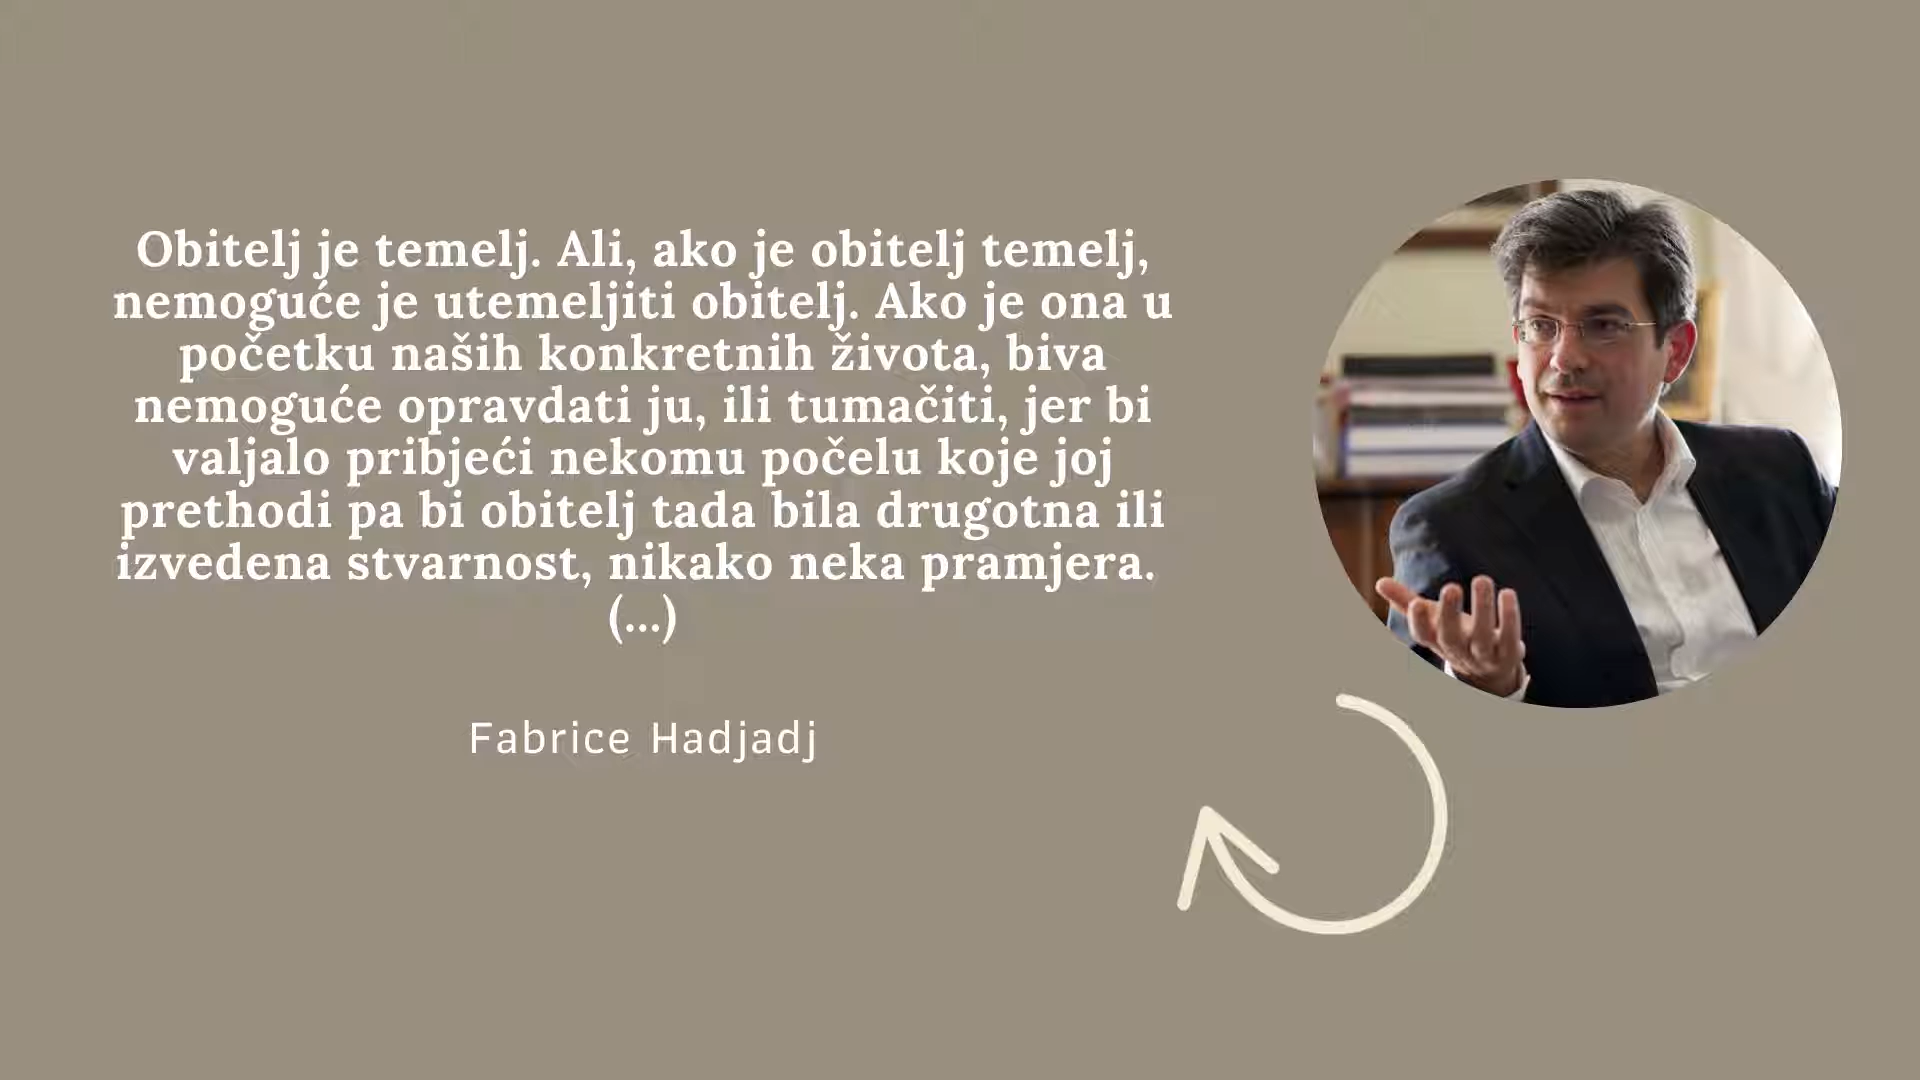 Obitelj je temelj. Ali, ako je obitelj temelj,
nemoguće je utemeljiti obitelj. Ako je ona u
početku naših konkretnih života, biva
nemoguće opravdati ju, ili tumačiti, jer bi
valjalo pribjeći nekomu počelu koje joj
prethodi pa bi obitelj tada bila drugotna ili
izvedena stvarnost, nikako neka pramjera.
(...)
Fabrice Hadjadj